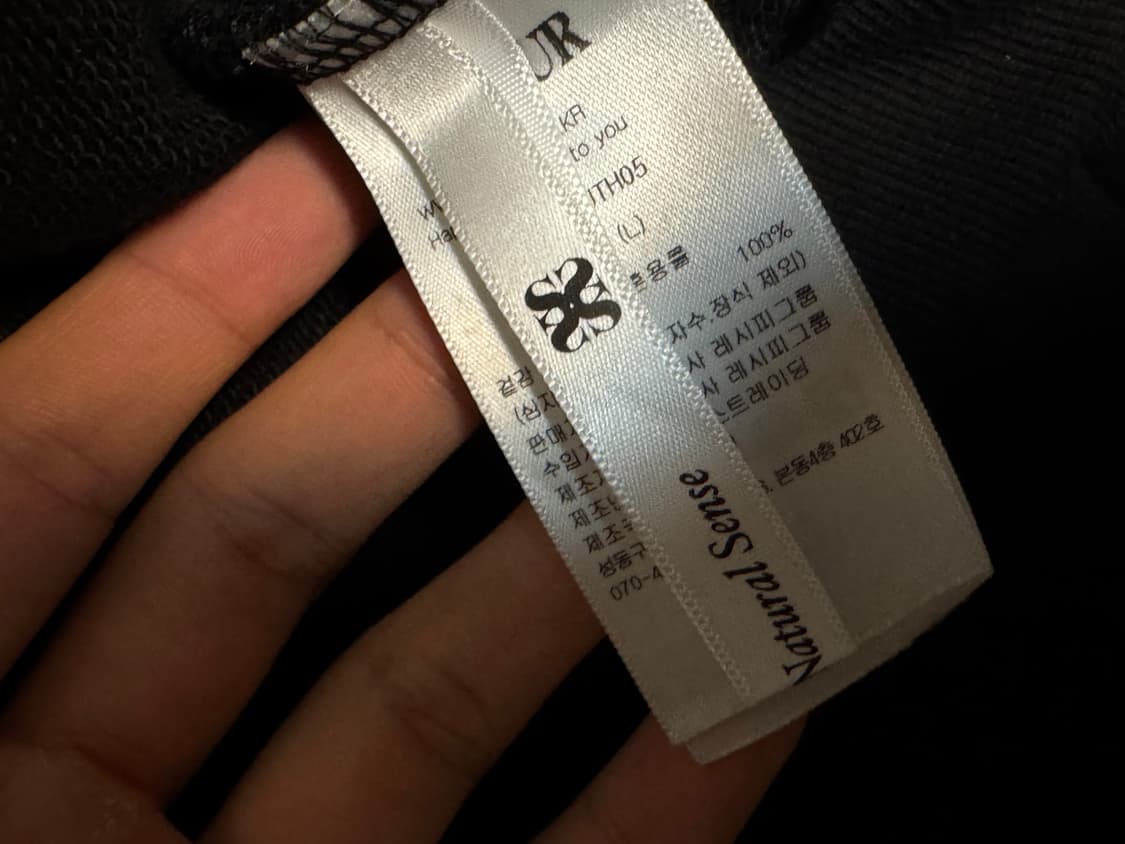 UR
KR
to you
TH05
(L)
용률 100%
자수.장식 제외)
사 레시피그룹
사 레시피그룹
트레이딩
본동4층 402호
겉감
(심지
판매
수입
제조
제조
제조
성동구
070-4
Natural Sense